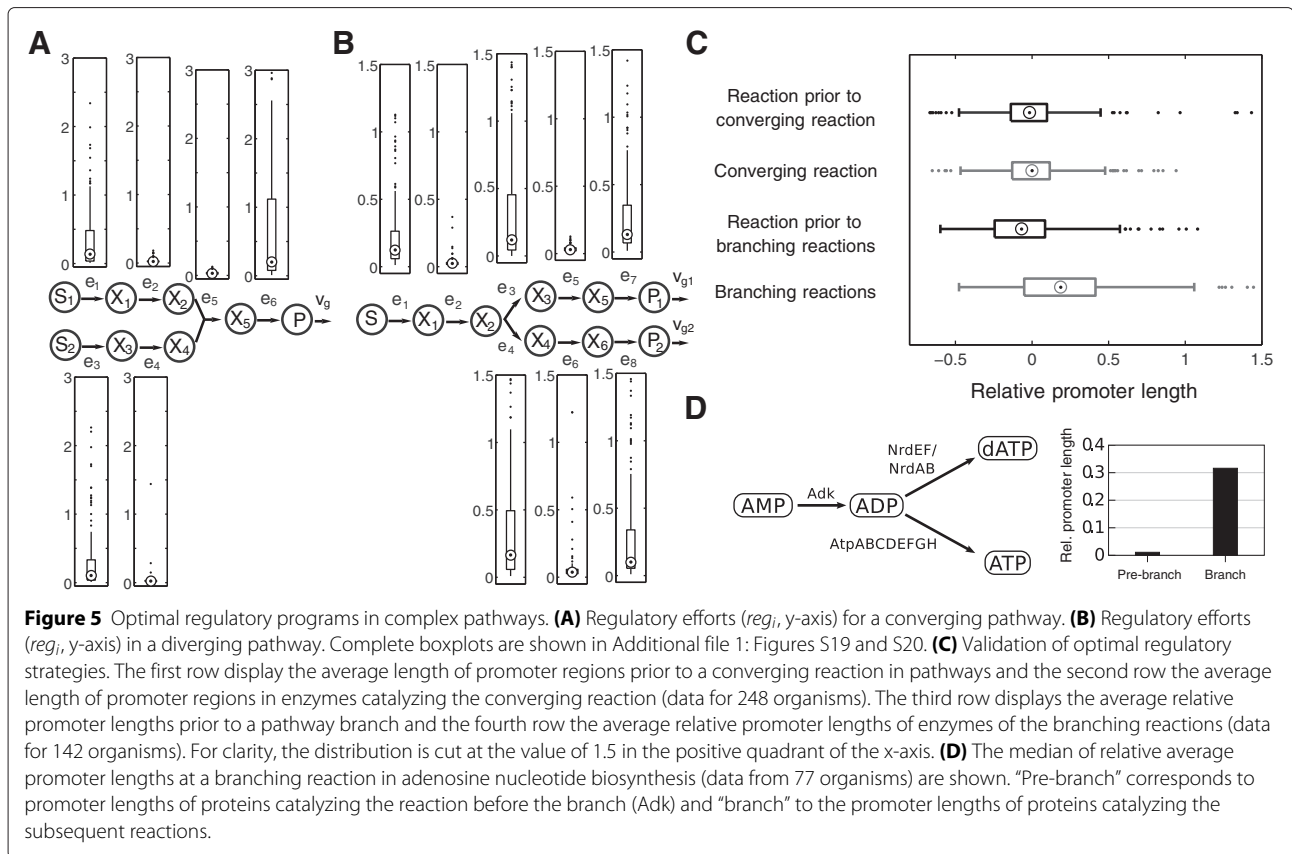 A
B
C
3
3
3
3
2
2
2
2
1
1
1
1
0
0
0
0
1.5
1.5
1.5
1.5
1.5
1
1
1
1
1
0.5
0.5
0.5
0.5
0.5
0
0
0
0
0
e1 e2 e5 e6 vg
S1 X1 X2 X5 P
S2 X3 X4
e3 e4
3
3
2
2
1
1
0
0
e1 e2 e3 e5 e7 vg1
S X1 X2 X3 X5 P1
X4 X6 P2
e4 e6 e8 vg2
1.5
1.5
1.5
1
1
1
0.5
0.5
0.5
0
0
0
Reaction prior to
converging reaction
Converging reaction
Reaction prior to
branching reactions
Branching reactions
−0.5 0 0.5 1 1.5
Relative promoter length
D
AMP Adk ADP
NrdEF/
NrdAB
dATP
AtpABCDEFGH
ATP
Rel. promoter length
0.4
0.3
0.2
0.1
0
Pre-branch Branch
Figure 5 Optimal regulatory programs in complex pathways. (A) Regulatory efforts (regi, y-axis) for a converging pathway. (B) Regulatory efforts
(regi, y-axis) in a diverging pathway. Complete boxplots are shown in Additional file 1: Figures S19 and S20. (C) Validation of optimal regulatory
strategies. The first row display the average length of promoter regions prior to a converging reaction in pathways and the second row the average
length of promoter regions in enzymes catalyzing the converging reaction (data for 248 organisms). The third row displays the average relative
promoter lengths prior to a pathway branch and the fourth row the average relative promoter lengths of enzymes of the branching reactions (data
for 142 organisms). For clarity, the distribution is cut at the value of 1.5 in the positive quadrant of the x-axis. (D) The median of relative average
promoter lengths at a branching reaction in adenosine nucleotide biosynthesis (data from 77 organisms) are shown. “Pre-branch” corresponds to
promoter lengths of proteins catalyzing the reaction before the branch (Adk) and “branch” to the promoter lengths of proteins catalyzing the
subsequent reactions.